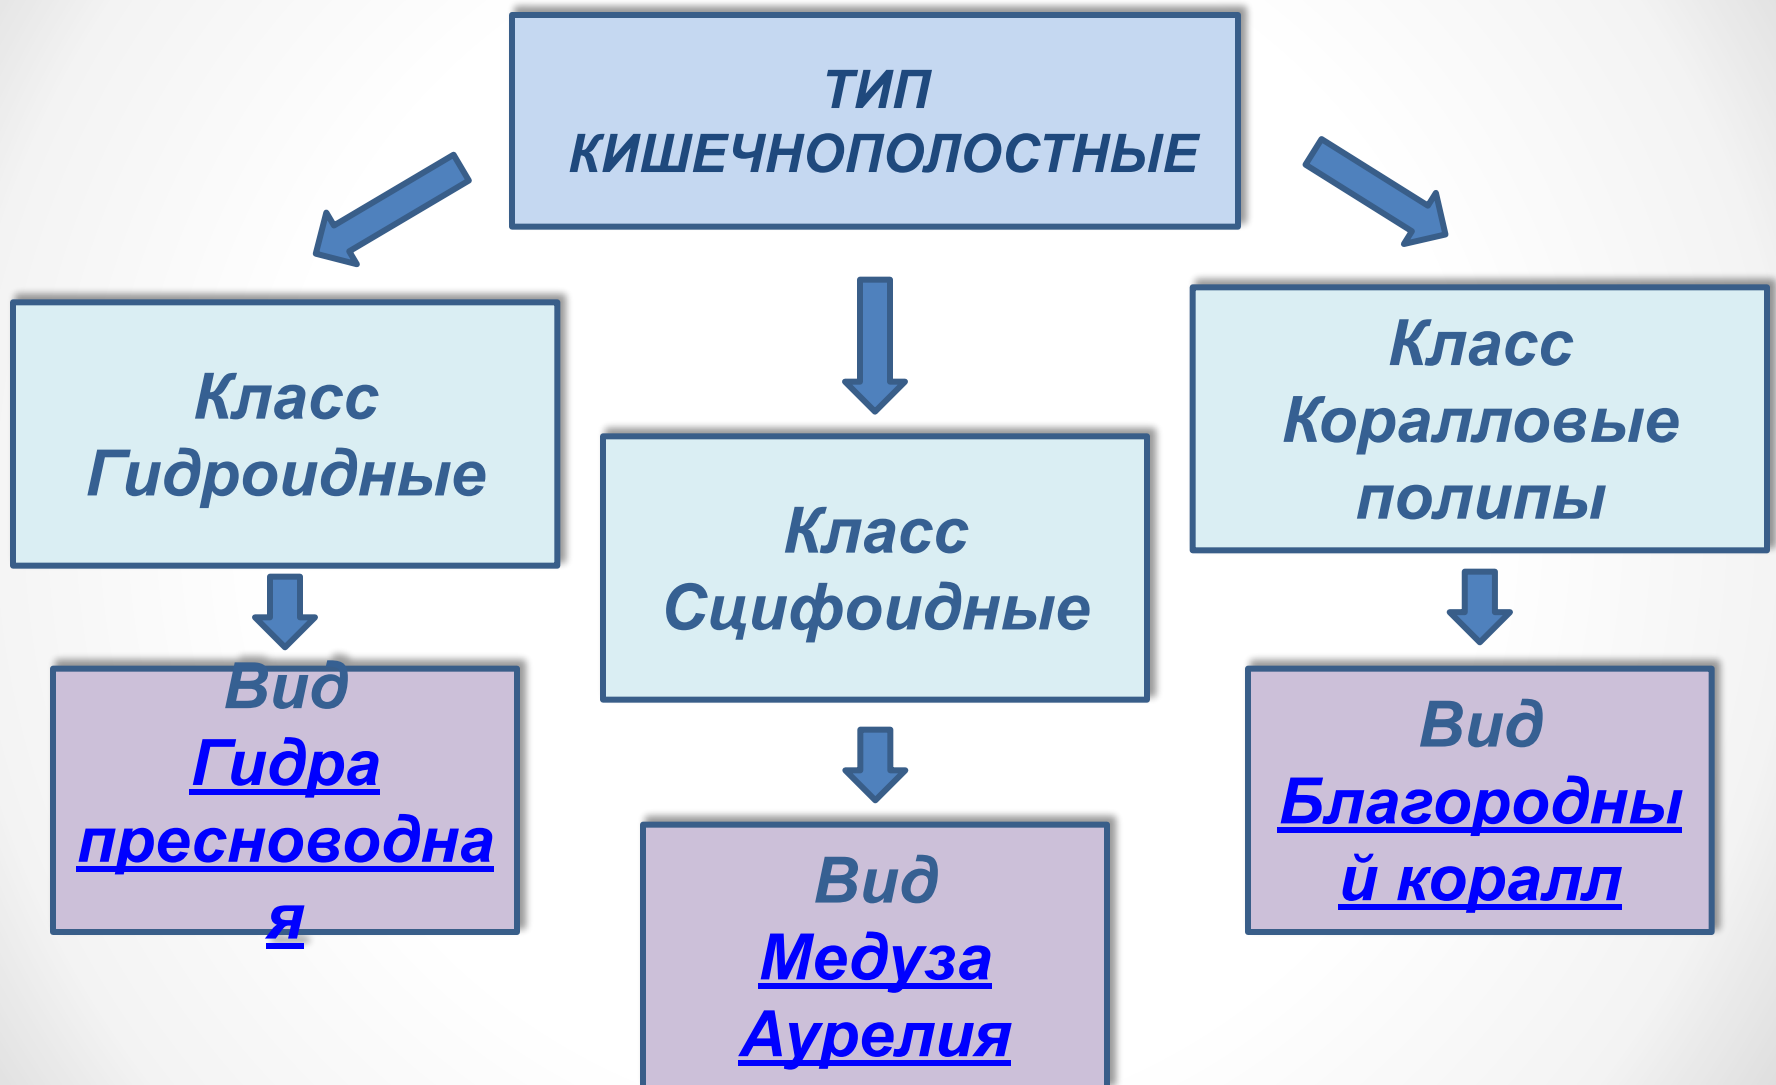 ТИП
КИШЕЧНОПОЛОСТНЫЕ
Класс
Гидроидные
Класс
Сцифоидные
Класс
Коралловые
полипы
Вид
Гидра
пресноводна
я
Вид
Медуза
Аурелия
Вид
Благородны
й коралл